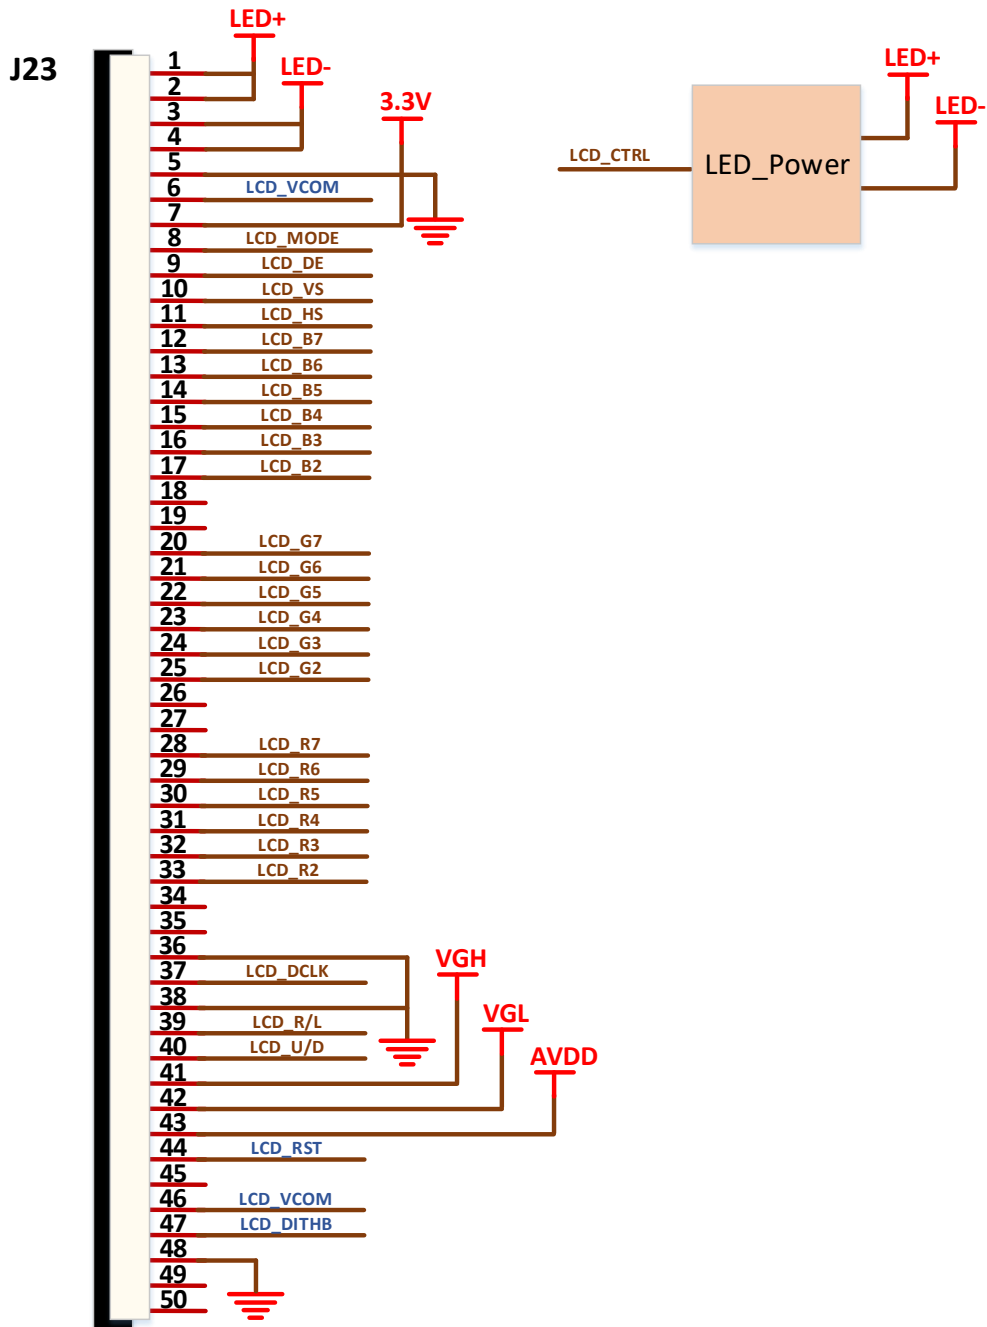 LED+
J23
1
LED-
LED+
2
3
3.3V
LED-
4
5
LCD_CTRL
LED_Power
6
LCD_VCOM
7
8
LCD_MODE
9
LCD_DE
10
LCD_VS
11
LCD_HS
12
LCD_B7
13
LCD_B6
14
LCD_B5
15
LCD_B4
16
LCD_B3
17
LCD_B2
18
19
20
LCD_G7
21
LCD_G6
22
LCD_G5
23
LCD_G4
24
LCD_G3
25
LCD_G2
26
27
28
LCD_R7
29
LCD_R6
30
LCD_R5
31
LCD_R4
32
LCD_R3
33
LCD_R2
34
35
36
VGH
37
LCD_DCLK
38
39
LCD_R/L
VGL
40
LCD_U/D
AVDD
41
42
43
44
LCD_RST
45
46
LCD_VCOM
47
LCD_DITHB
48
49
50